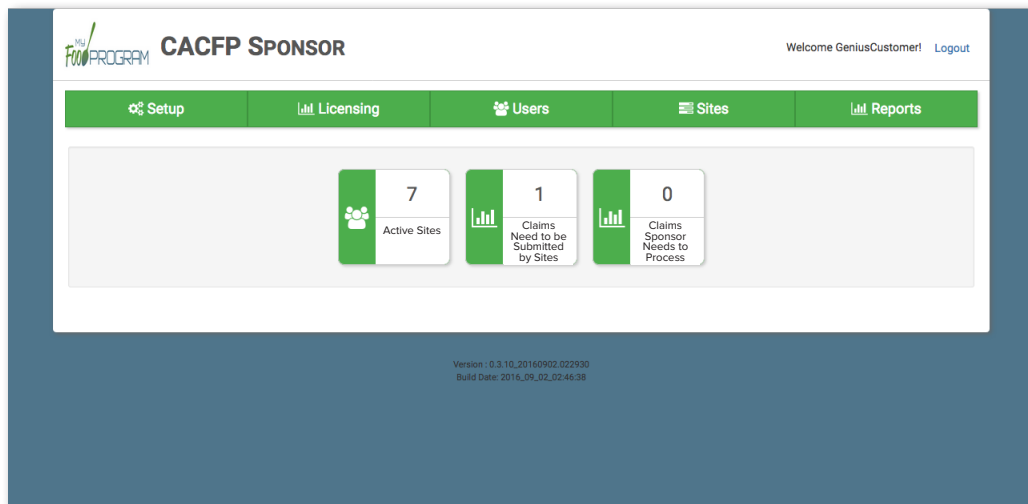 MY
Food PROGRAM
CACFP SPONSOR
Welcome GeniusCustomer! Logout
Setup
Licensing
Users
Sites
Reports
7
Active Sites
1
Claims
Need to be
Submitted
by Sites
0
Claims
Sponsor
Needs to
Process
Version : 0.3.10_20160902.022930
Build Date: 2016_09_02_02:46:38